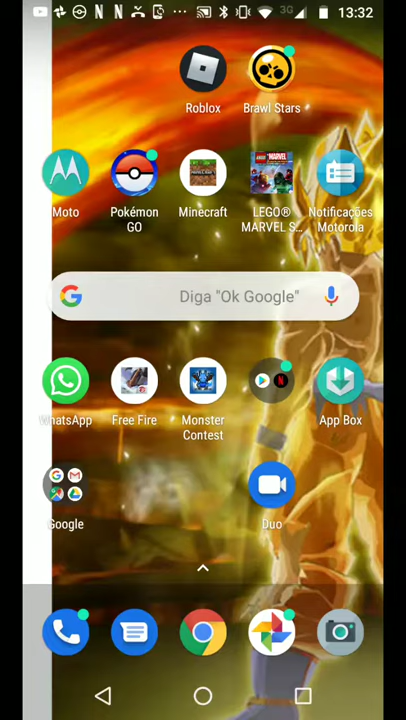 3G 13:32
Roblox Brawl Stars
Moto Pokémon GO Minecraft LEGO® MARVEL S... Notificações Motorola
Diga "Ok Google"
WhatsApp Free Fire Monster Contest App Box
Google Duo